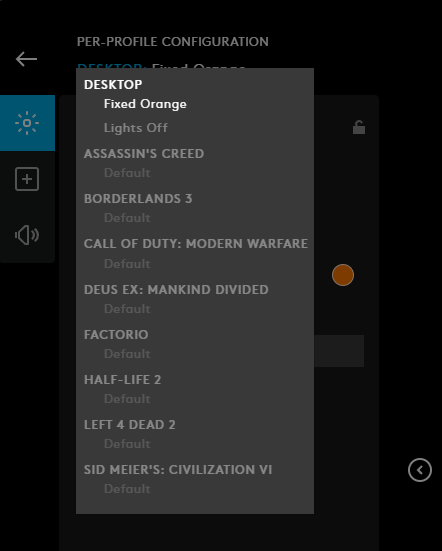 PER-PROFILE CONFIGURATION
DESKTOP: Fixed Orange
DESKTOP
Fixed Orange
Lights Off
ASSASSIN'S CREED
Default
BORDERLANDS 3
Default
CALL OF DUTY: MODERN WARFARE
Default
DEUS EX: MANKIND DIVIDED
Default
FACTORIO
Default
HALF-LIFE 2
Default
LEFT 4 DEAD 2
Default
SID MEIER'S: CIVILIZATION VI
Default